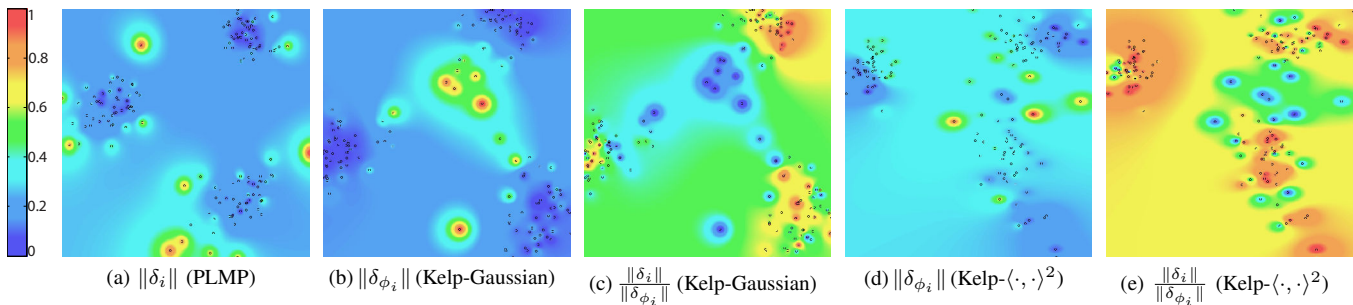 1
0.8
0.6
0.4
0.2
0
(a) ‖δ_i‖ (PLMP)
(b) ‖δ_{ϕ_i}‖ (Kelp-Gaussian)
(c) ‖δ_i‖/‖δ_{ϕ_i}‖ (Kelp-Gaussian)
(d) ‖δ_{ϕ_i}‖ (Kelp-⟨·, ·⟩²)
(e) ‖δ_i‖/‖δ_{ϕ_i}‖ (Kelp-⟨·, ·⟩²)